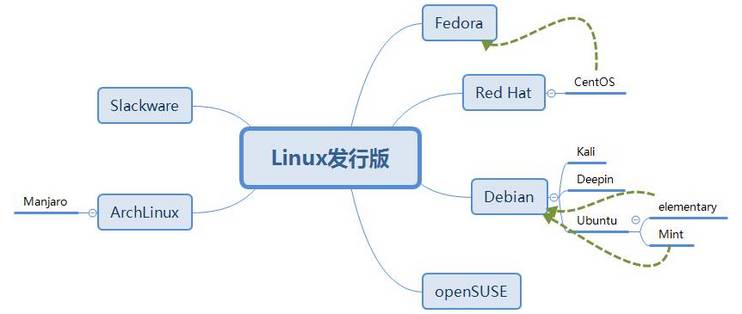 Fedora
Red Hat
CentOS
Slackware
Linux发行版
Kali
Deepin
Debian
Ubuntu
elementary
Mint
Manjaro
ArchLinux
openSUSE